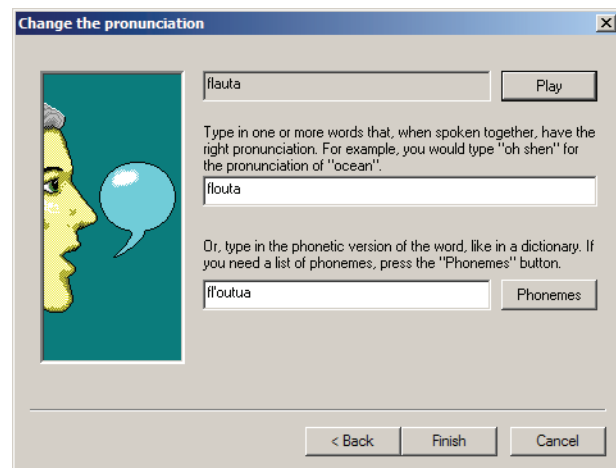 Change the pronunciation
flauta
Play
Type in one or more words that, when spoken together, have the
right pronunciation. For example, you would type "oh shen" for
the pronunciation of "ocean".
flouta
Or, type in the phonetic version of the word, like in a dictionary. If
you need a list of phonemes, press the "Phonemes" button.
fl'outua
Phonemes
< Back
Finish
Cancel